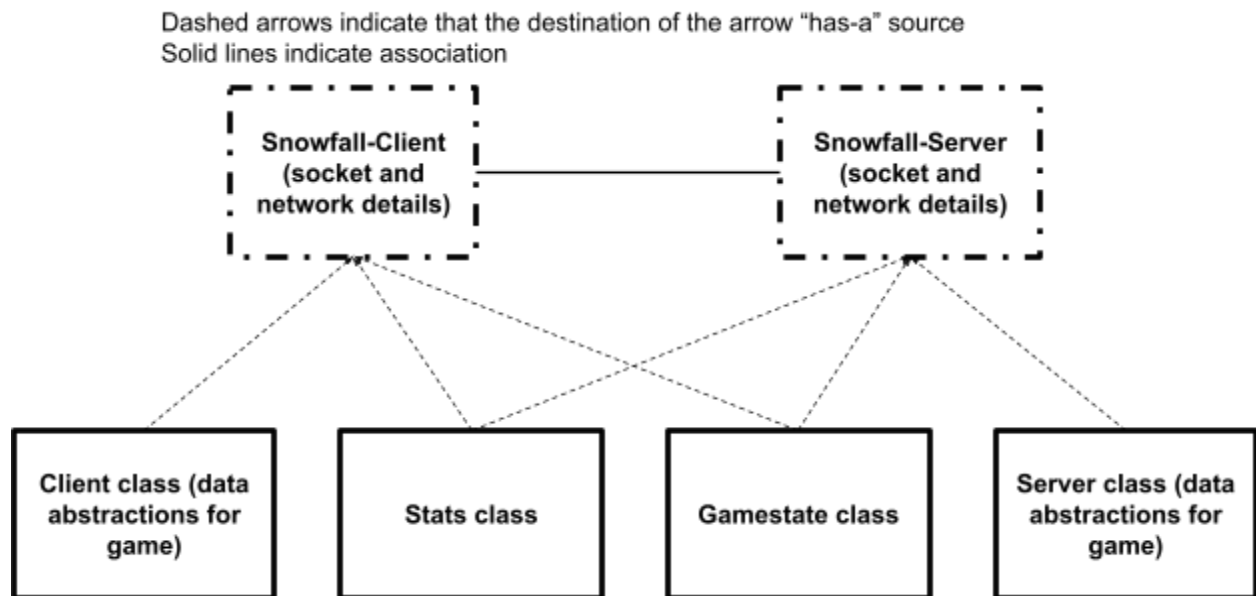 Dashed arrows indicate that the destination of the arrow “has-a” source
Solid lines indicate association
Snowfall-Client
(socket and
network details)
Snowfall-Server
(socket and
network details)
Client class (data
abstractions for
game)
Stats class
Gamestate class
Server class (data
abstractions for
game)